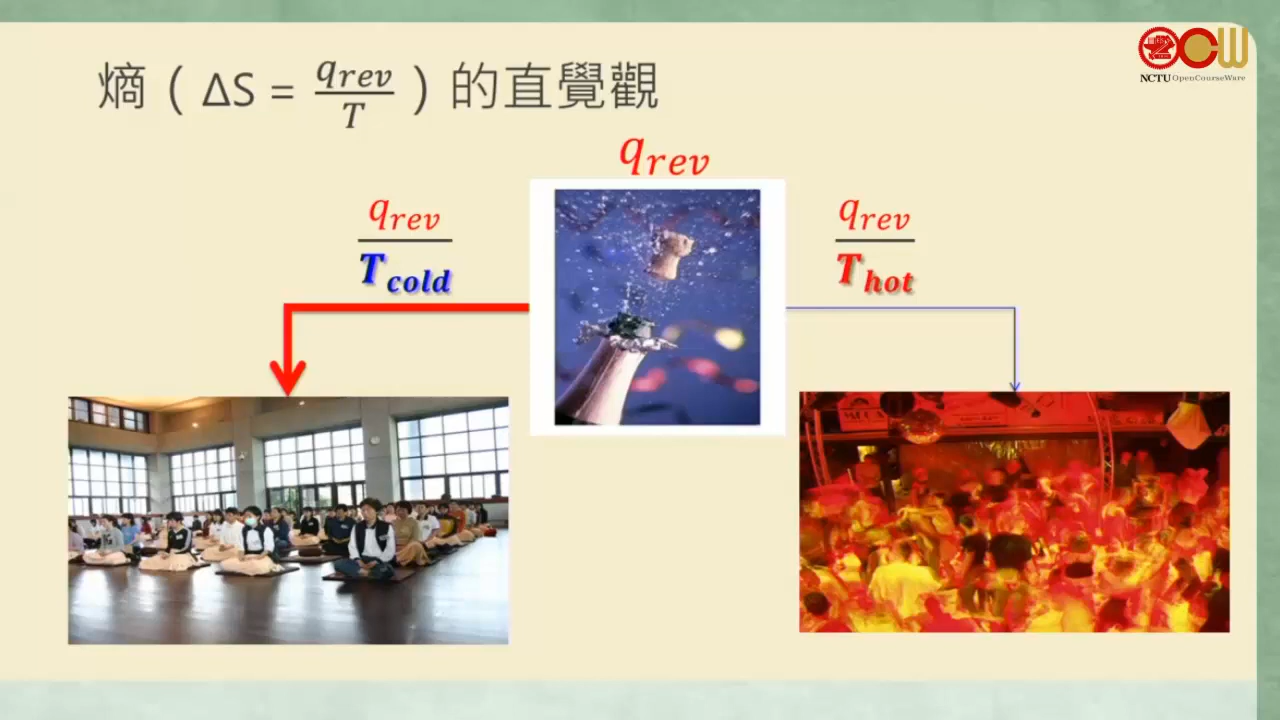 NCTU OpenCourseWare
熵（ΔS = q_rev/T）的直覺觀
q_rev
q_rev/T_cold
q_rev/T_hot